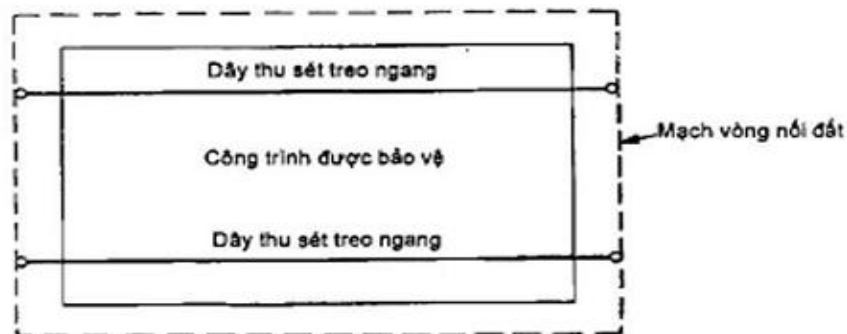 Dây thu sét treo ngang
Mạch vòng nối đất
Công trình được bảo vệ
Dây thu sét treo ngang